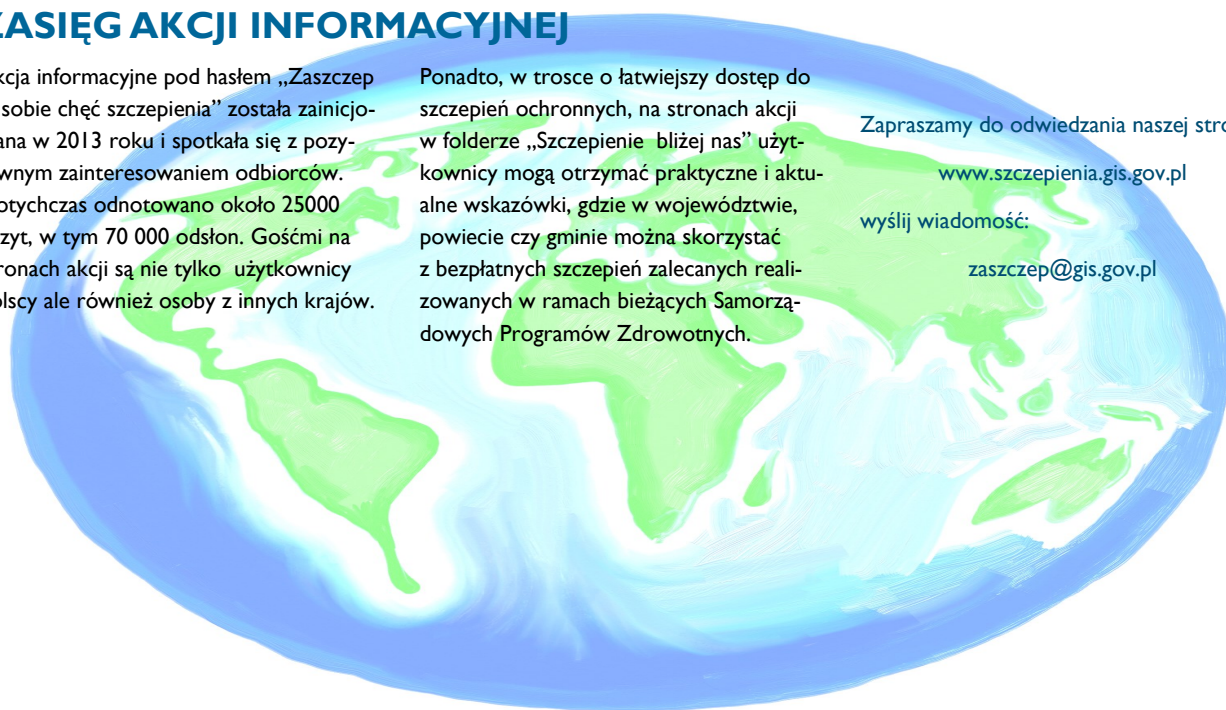 ZASIĘG AKCJI INFORMACYJNEJ
kcja informacyjne pod hasłem „Zaszczep
sobie chęć szczepienia” została zainicjo-
ana w 2013 roku i spotkała się z pozy-
wnym zainteresowaniem odbiorców.
otychczas odnotowano około 25000
zyt, w tym 70 000 odsłon. Gośćmi na
ronach akcji są nie tylko użytkownicy
olscy ale również osoby z innych krajów.
Ponadto, w trosce o łatwiejszy dostęp do
szczepień ochronnych, na stronach akcji
w folderze „Szczepienie bliżej nas” użyt-
kownicy mogą otrzymać praktyczne i aktu-
alne wskazówki, gdzie w województwie,
powiecie czy gminie można skorzystać
z bezpłatnych szczepień zalecanych reali-
zowanych w ramach bieżących Samorzą-
dowych Programów Zdrowotnych.
Zapraszamy do odwiedzania naszej stro
www.szczepienia.gis.gov.pl
wyślij wiadomość:
zaszczep@gis.gov.pl